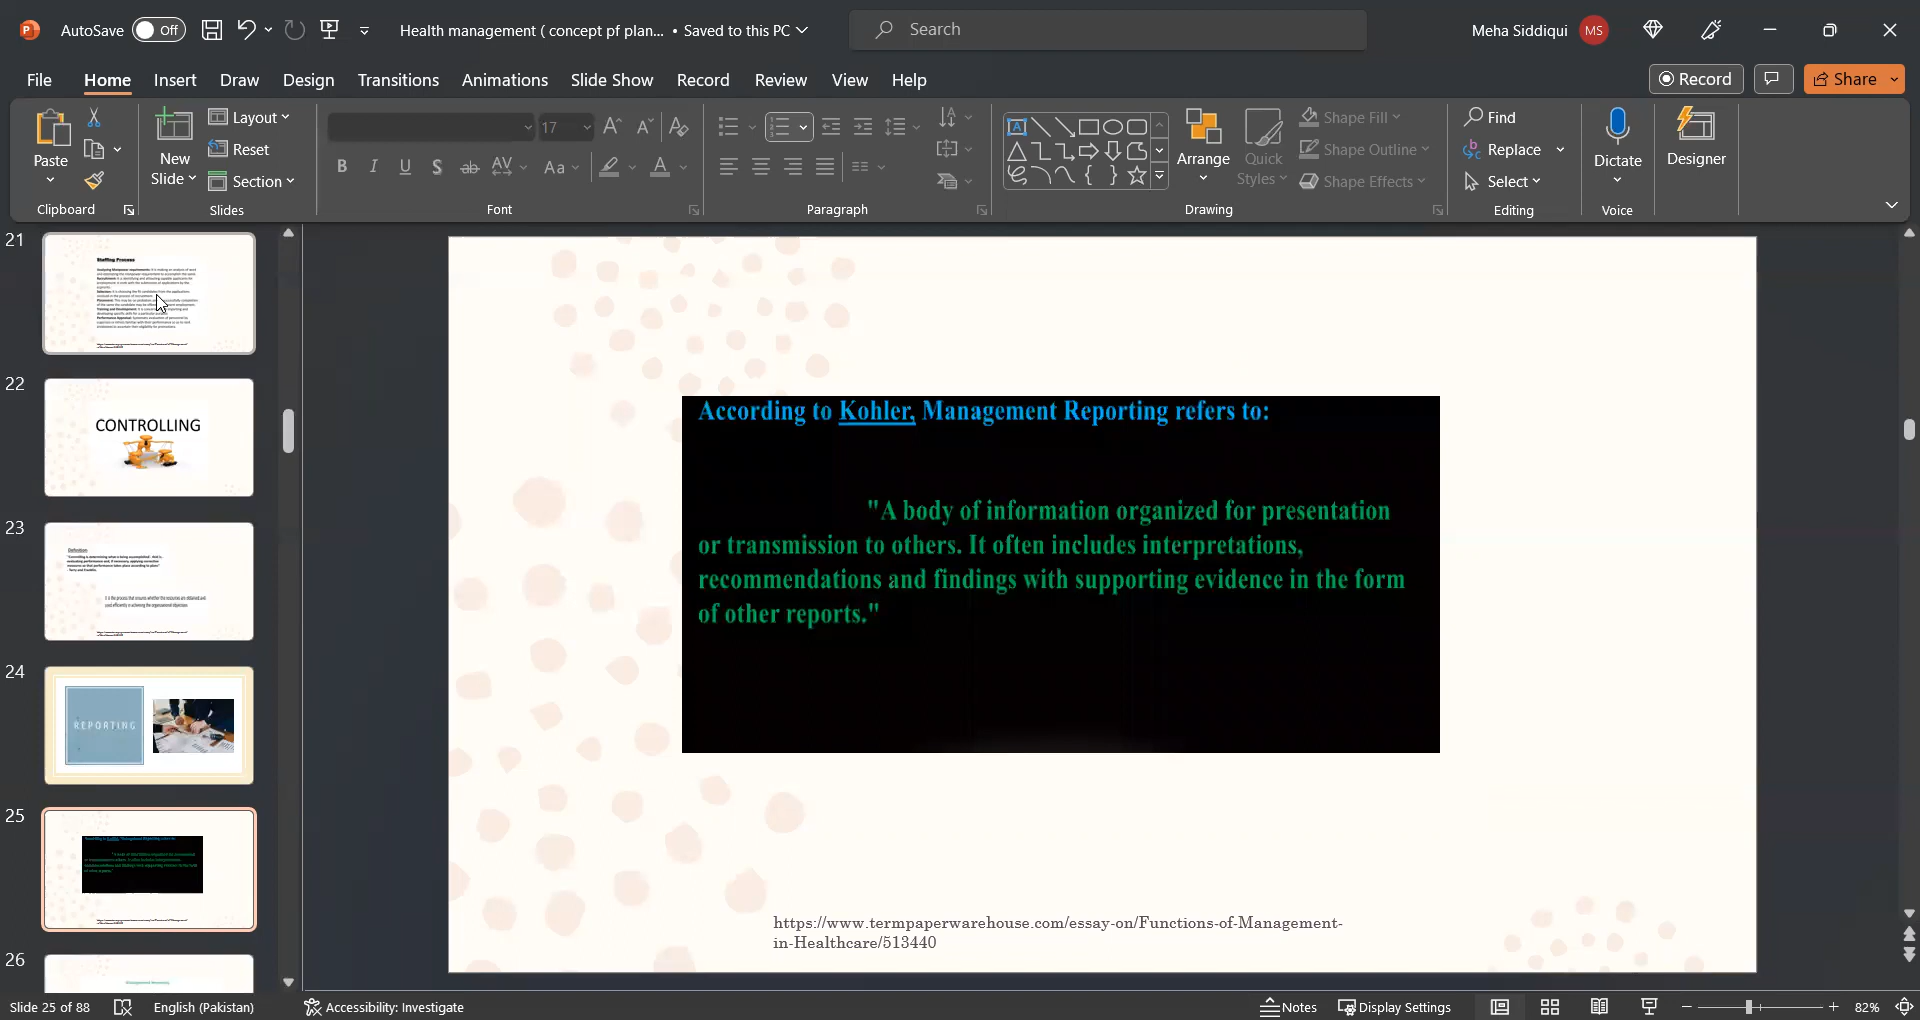 AutoSave Off Health management ( concept pf plan... • Saved to this PC Search Meha Siddiqui MS
File Home Insert Draw Design Transitions Animations Slide Show Record Review View Help Record Share
Paste
New
Slide
Layout
Reset
Section
17
Aa
Arrange
Quick
Styles
Shape Fill
Shape Outline
Shape Effects
Find
Replace
Select
Dictate
Designer
Clipboard Slides Font Paragraph Drawing Editing Voice
21
Staffing Process
22
CONTROLLING
23
Definition
24
REPORTING
25
26
Management Reporting
According to Kohler, Management Reporting refers to:
"A body of information organized for presentation
or transmission to others. It often includes interpretations,
recommendations and findings with supporting evidence in the form
of other reports."
https://www.termpaperwarehouse.com/essay-on/Functions-of-Management-
in-Healthcare/513440
Slide 25 of 88 English (Pakistan) Accessibility: Investigate Notes Display Settings 82%